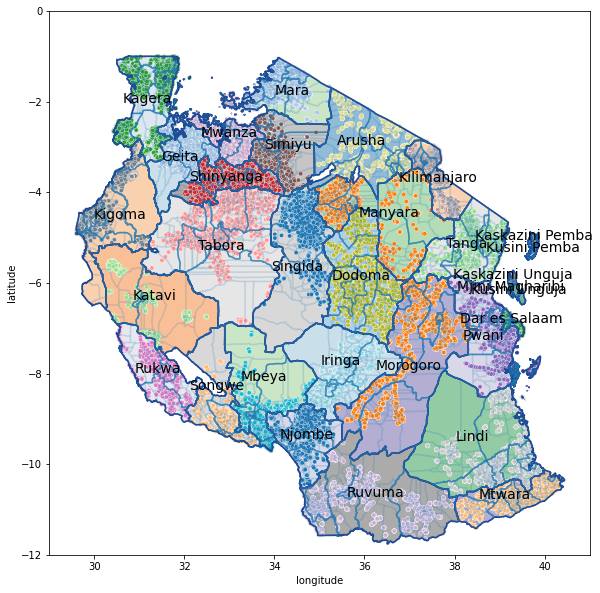 0
−2
−4
−6
−8
−10
−12
latitude
30
32
34
36
38
40
longitude
Kagera
Mara
Mwanza
Simiyu
Arusha
Geita
Shinyanga
Kilimanjaro
Kigoma
Manyara
Tabora
Tanga
Kaskazini Pemba
Kusini Pemba
Singida
Dodoma
Kaskazini Unguja
Mjini Magharibi
Kusini Unguja
Katavi
Dar es Salaam
Pwani
Iringa
Morogoro
Rukwa
Mbeya
Songwe
Njombe
Lindi
Ruvuma
Mtwara